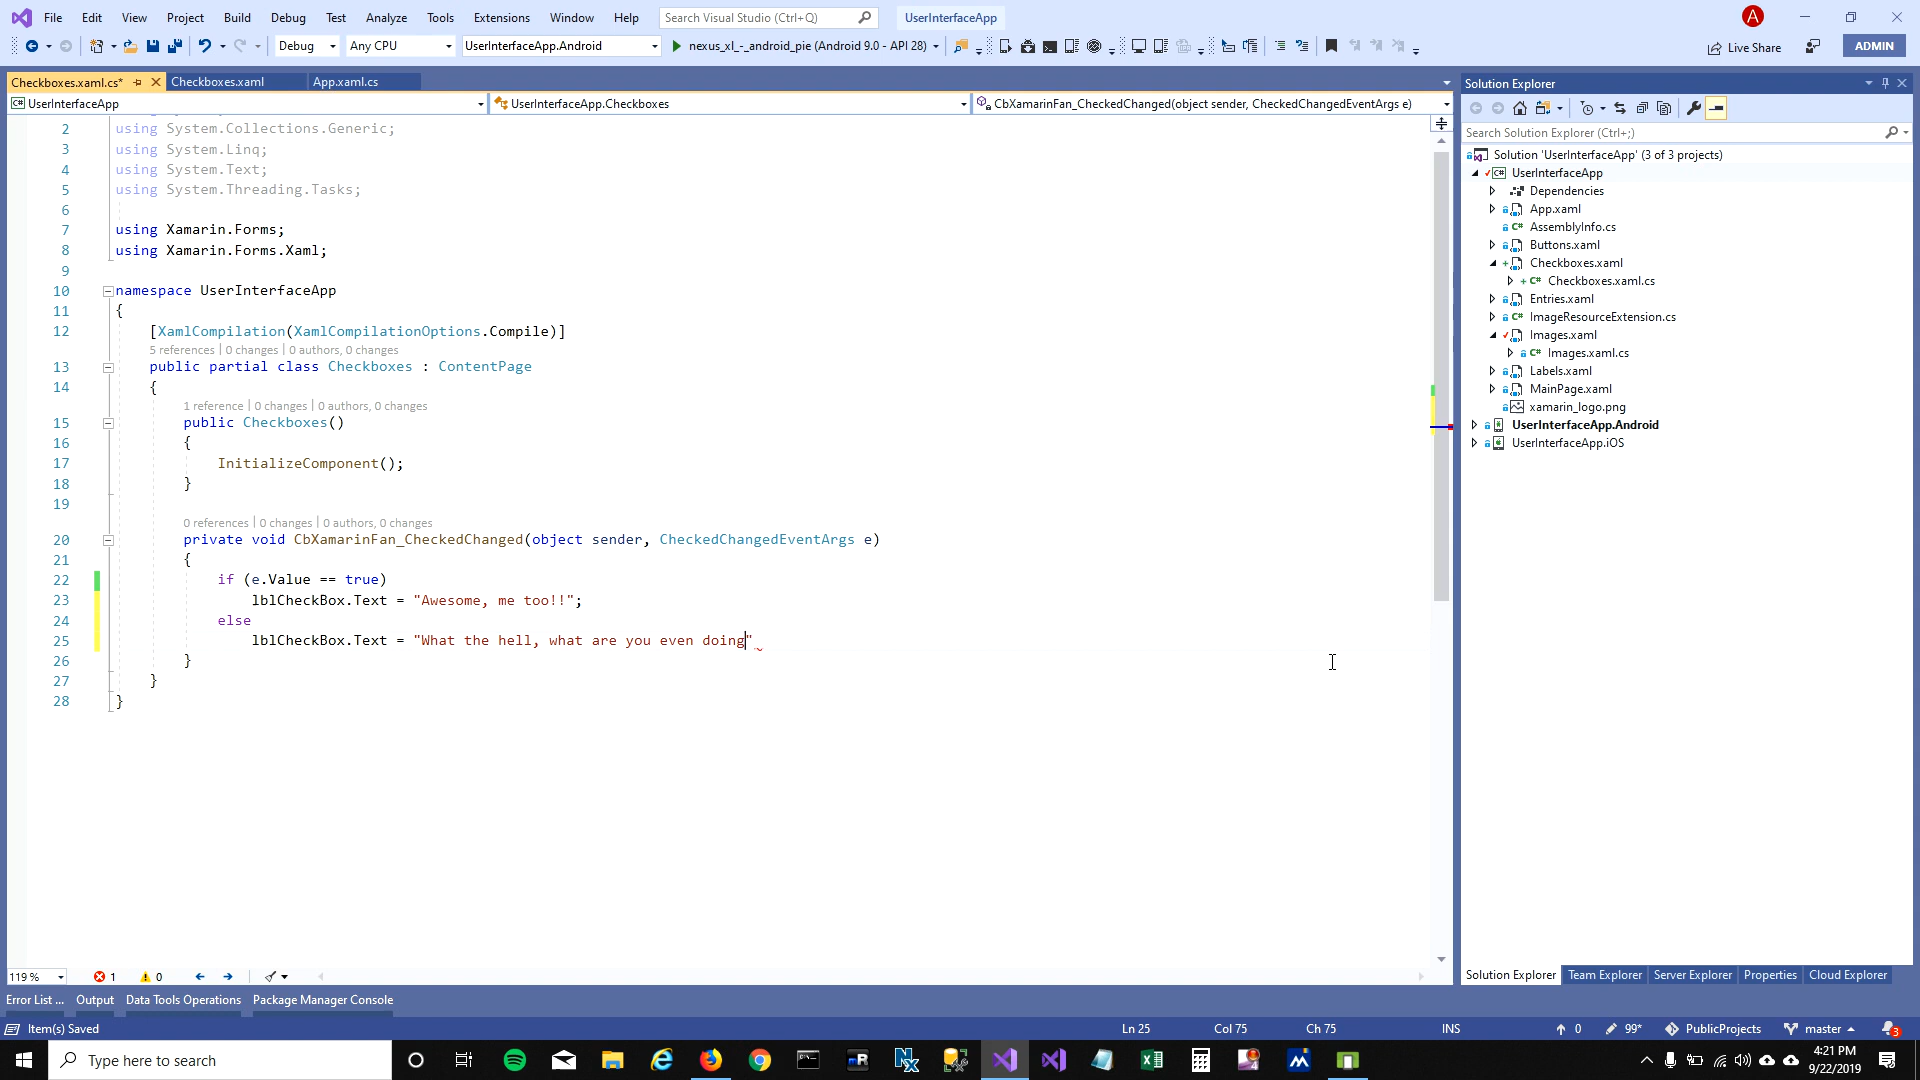 File Edit View Project Build Debug Test Analyze Tools Extensions Window Help Search Visual Studio (Ctrl+Q) UserInterfaceApp A
Debug Any CPU UserInterfaceApp.Android nexus_xl_-_android_pie (Android 9.0 - API 28) Live Share ADMIN
Checkboxes.xaml.cs* Checkboxes.xaml App.xaml.cs
UserInterfaceApp UserInterfaceApp.Checkboxes CbXamarinFan_CheckedChanged(object sender, CheckedChangedEventArgs e)
2 using System.Collections.Generic;
3 using System.Linq;
4 using System.Text;
5 using System.Threading.Tasks;
6
7 using Xamarin.Forms;
8 using Xamarin.Forms.Xaml;
9
10 namespace UserInterfaceApp
11 {
12 [XamlCompilation(XamlCompilationOptions.Compile)]
5 references | 0 changes | 0 authors, 0 changes
13 public partial class Checkboxes : ContentPage
14 {
1 reference | 0 changes | 0 authors, 0 changes
15 public Checkboxes()
16 {
17 InitializeComponent();
18 }
19
0 references | 0 changes | 0 authors, 0 changes
20 private void CbXamarinFan_CheckedChanged(object sender, CheckedChangedEventArgs e)
21 {
22 if (e.Value == true)
23 lblCheckBox.Text = "Awesome, me too!!";
24 else
25 lblCheckBox.Text = "What the hell, what are you even doing"
26 }
27 }
28 }
119 % 1 0
Solution Explorer
Search Solution Explorer (Ctrl+;)
Solution 'UserInterfaceApp' (3 of 3 projects)
UserInterfaceApp
Dependencies
App.xaml
AssemblyInfo.cs
Buttons.xaml
Checkboxes.xaml
Checkboxes.xaml.cs
Entries.xaml
ImageResourceExtension.cs
Images.xaml
Images.xaml.cs
Labels.xaml
MainPage.xaml
xamarin_logo.png
UserInterfaceApp.Android
UserInterfaceApp.iOS
Solution Explorer Team Explorer Server Explorer Properties Cloud Explorer
Error List ... Output Data Tools Operations Package Manager Console
Item(s) Saved Ln 25 Col 75 Ch 75 INS 0 99* PublicProjects master 3
Type here to search 4:21 PM
9/22/2019